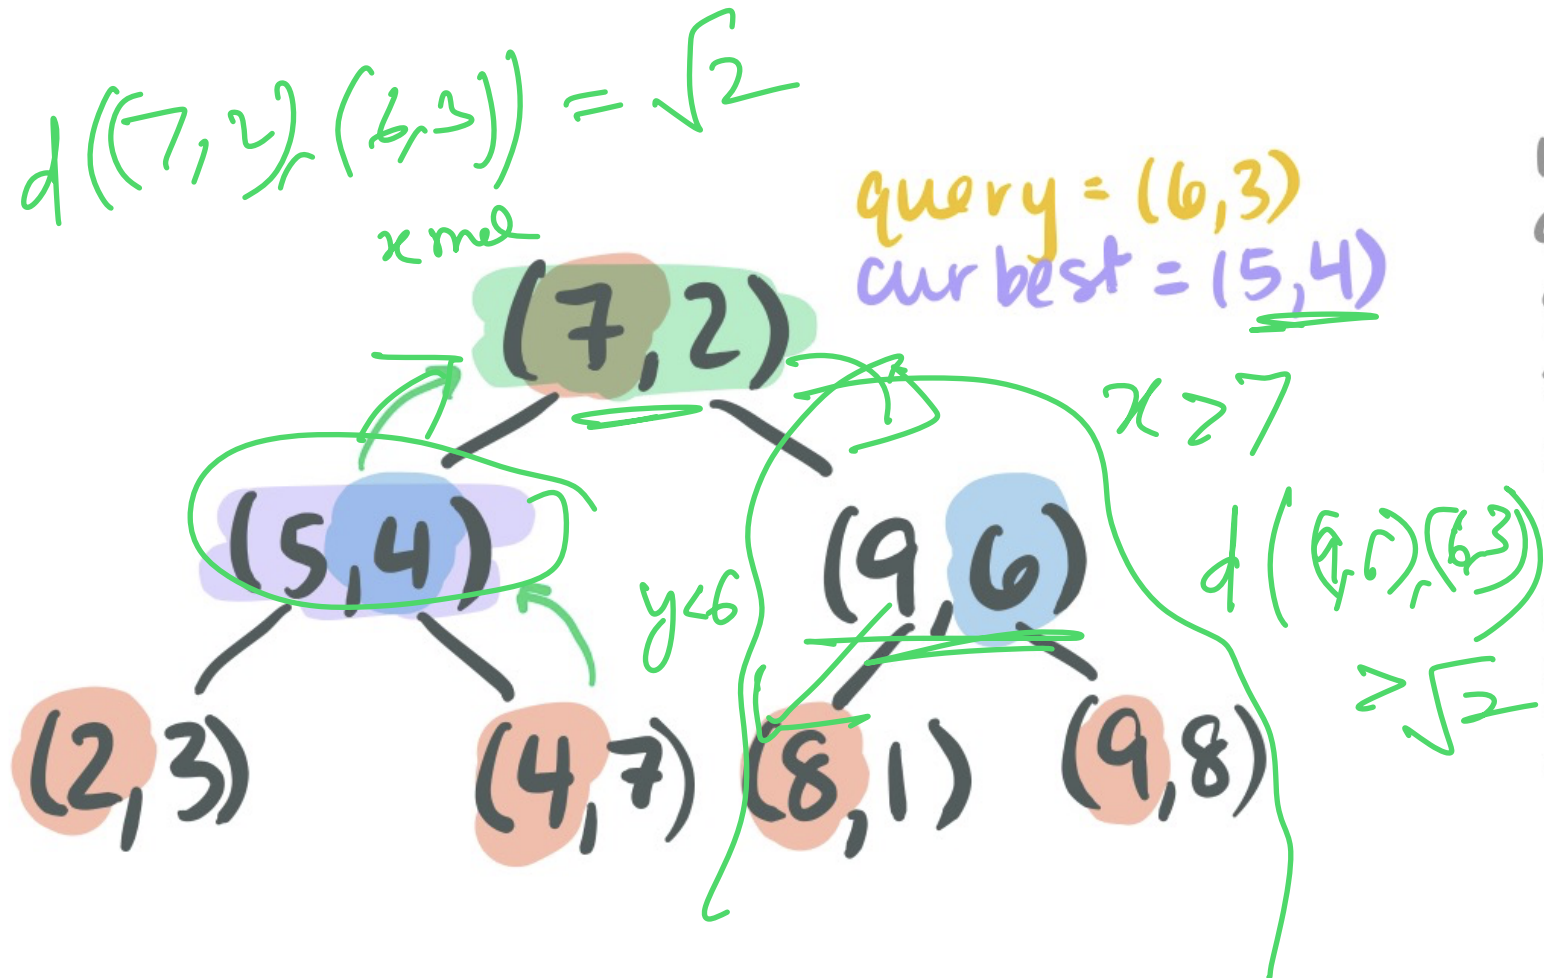 d((7,2),(6,3)) = √2
query = (6,3)
cur best = (5,4)
(7,2)
x ≥ 7
(5,4)
(9,6)
y<6
d((9,6),(6,3))
> √2
(2,3)
(4,7)
(8,1)
(9,8)